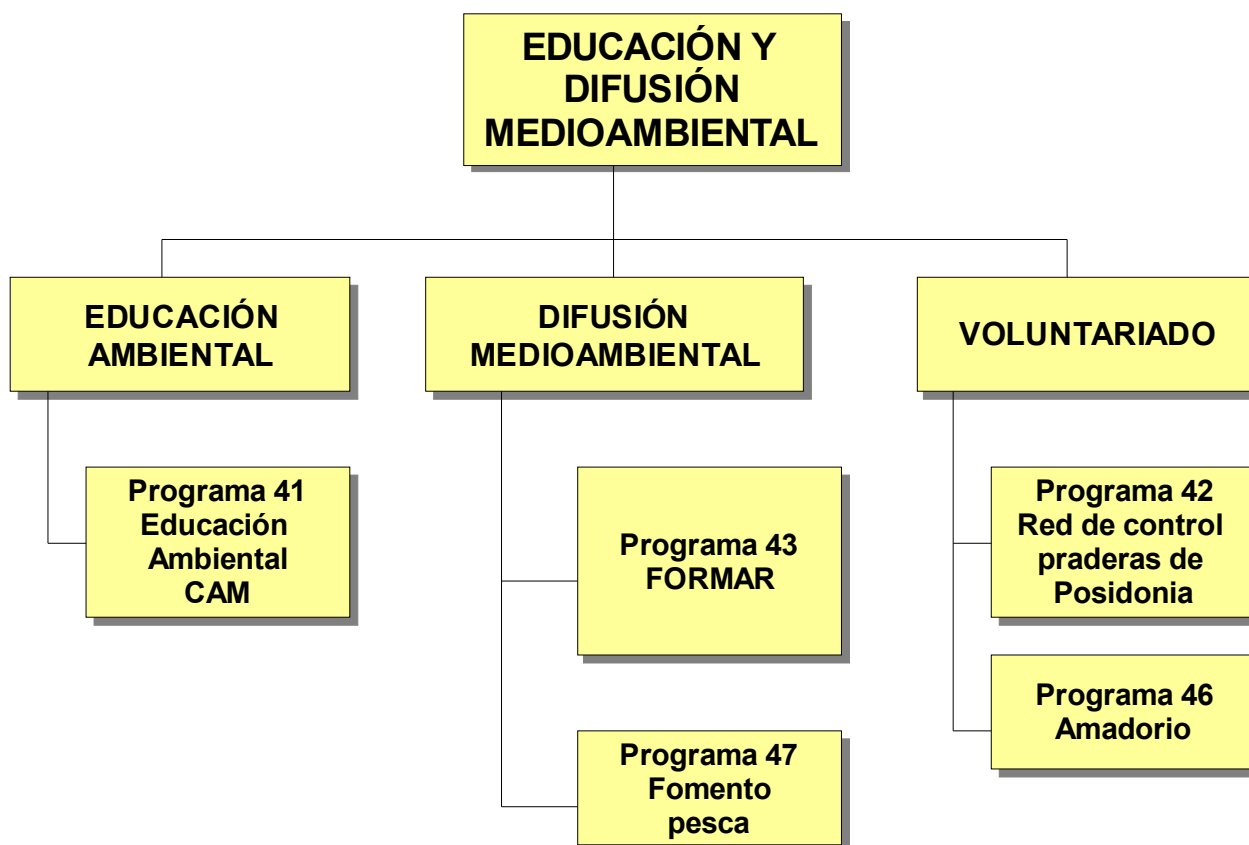 EDUCACIÓN Y
DIFUSIÓN
MEDIOAMBIENTAL
EDUCACIÓN
AMBIENTAL
DIFUSIÓN
MEDIOAMBIENTAL
VOLUNTARIADO
Programa 41
Educación
Ambiental
CAM
Programa 43
FORMAR
Programa 47
Fomento
pesca
Programa 42
Red de control
praderas de
Posidonia
Programa 46
Amadorio